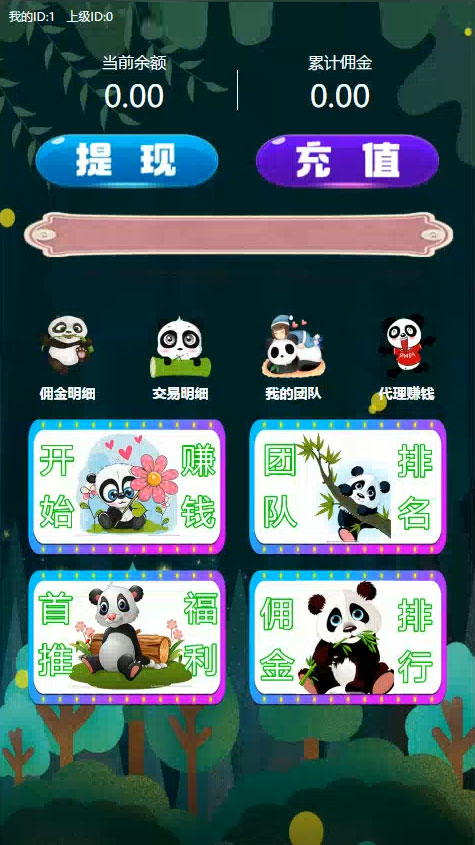 我的ID:1 上级ID:0
当前余额 累计佣金
0.00 0.00
提现 充值
佣金明细 交易明细 我的团队 代理赚钱
开始赚钱 团队排名
首推福利 佣金排行